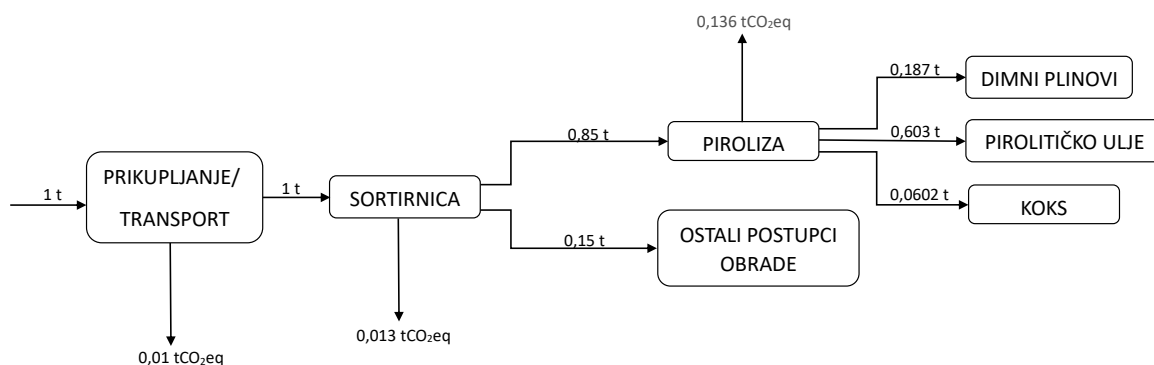 0,136 tCO₂eq
0,187 t
DIMNI PLINOVI
0,85 t
PIROLIZA
0,603 t
PIROLITIČKO ULJE
1 t
PRIKUPLJANJE/
TRANSPORT
1 t
SORTIRNICA
0,0602 t
KOKS
0,15 t
OSTALI POSTUPCI
OBRADE
0,013 tCO₂eq
0,01 tCO₂eq